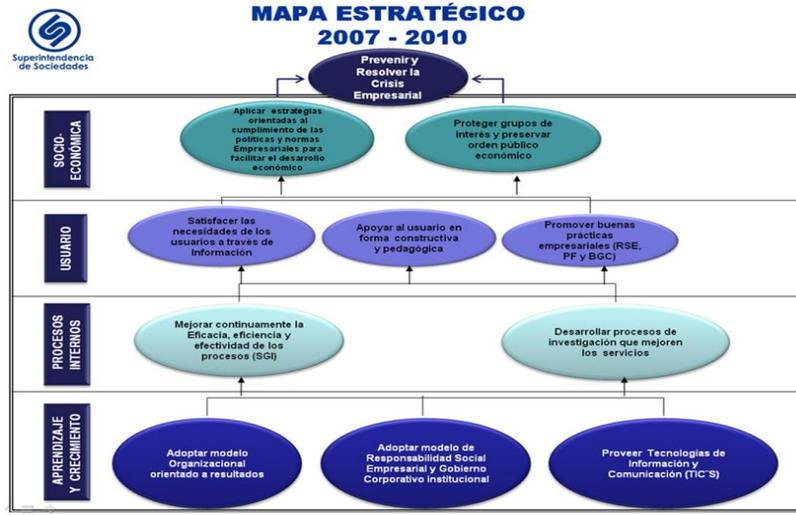 MAPA ESTRATÉGICO
2007 - 2010
Superintendencia
de Sociedades
Prevenir y
Resolver la
Crisis
Empresarial
SOCIO-
ECONÓMICA
Aplicar estrategias
orientadas al
cumplimiento de las
políticas y normas
Empresariales para
facilitar el desarrollo
económico
Proteger grupos de
interés y preservar
orden público
económico
USUARIO
Satisfacer las
necesidades de los
usuarios a través de
Información
Apoyar al usuario en
forma constructiva
y pedagógica
Promover buenas
prácticas
empresariales (RSE,
PF y BGC)
PROCESOS
INTERNOS
Mejorar continuamente la
Eficacia, eficiencia y
efectividad de los
procesos (SGI)
Desarrollar procesos de
investigación que mejoren
los servicios
APRENDIZAJE
Y CRECIMIENTO
Adoptar modelo
Organizacional
orientado a resultados
Adoptar modelo de
Responsabilidad Social
Empresarial y Gobierno
Corporativo institucional
Proveer Tecnologías de
Información y
Comunicación (TIC¨S)